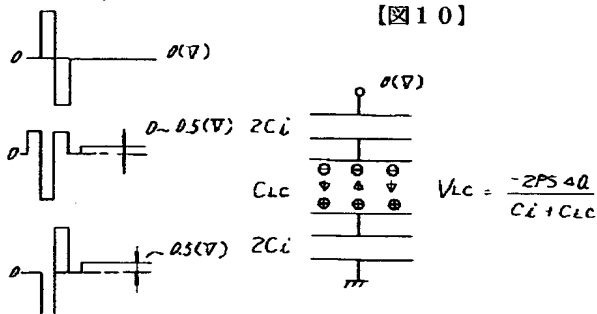 【図10】
0
0(V)
0
0~0.5(V)
0
~0.5(V)
0(V)
2Ci
CLC
2Ci
⊖ ⊖ ⊖
⊕ ⊕ ⊕
VLC = -2PSΔa / Ci + CLC